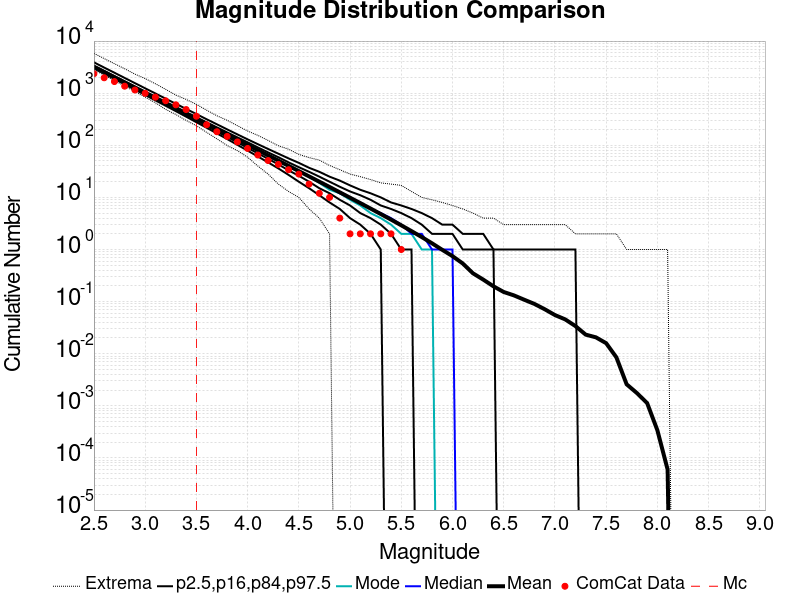 Magnitude Distribution Comparison
10^4
10^3
10^2
10^1
10^0
10^-1
10^-2
10^-3
10^-4
10^-5
Cumulative Number
2.5 3.0 3.5 4.0 4.5 5.0 5.5 6.0 6.5 7.0 7.5 8.0 8.5 9.0
Magnitude
Extrema p2.5,p16,p84,p97.5 Mode Median Mean ComCat Data Mc